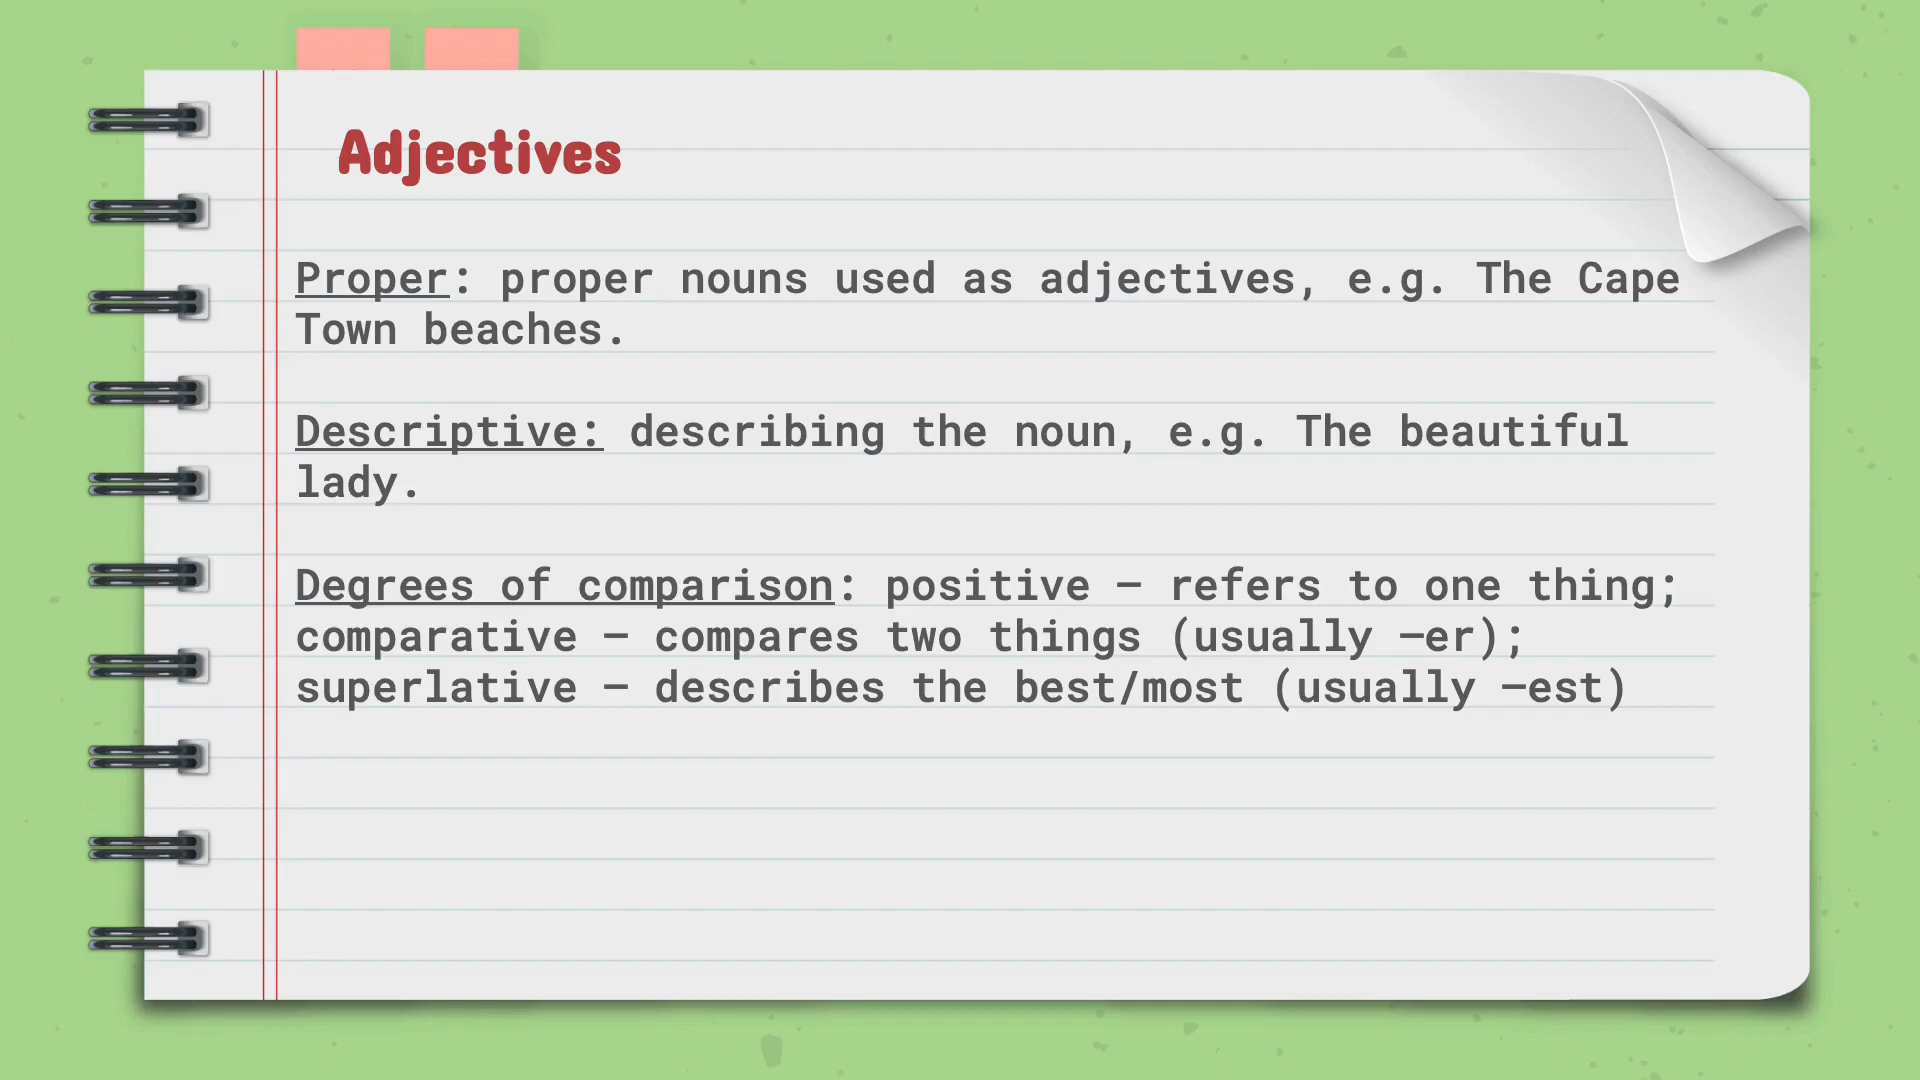 Adjectives
Proper: proper nouns used as adjectives, e.g. The Cape
Town beaches.
Descriptive: describing the noun, e.g. The beautiful
lady.
Degrees of comparison: positive – refers to one thing;
comparative – compares two things (usually –er);
superlative – describes the best/most (usually –est)